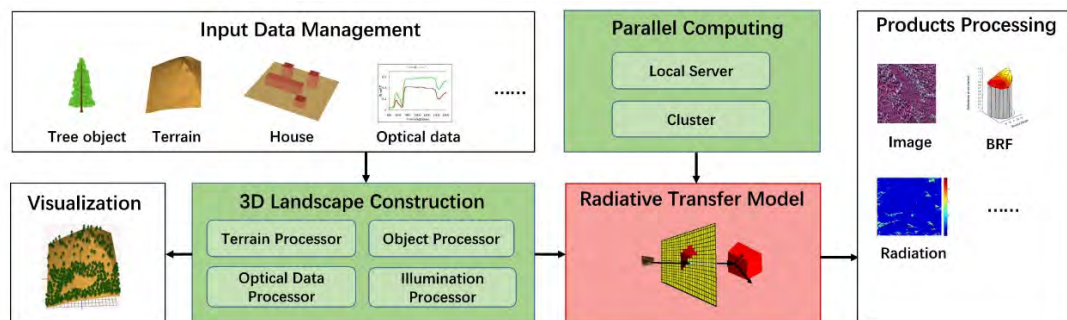 Input Data Management
Tree object
Terrain
House
Optical data
......
Parallel Computing
Local Server
Cluster
Products Processing
Image
BRF
Radiation
......
Visualization
3D Landscape Construction
Terrain Processor
Object Processor
Optical Data
Processor
Illumination
Processor
Radiative Transfer Model